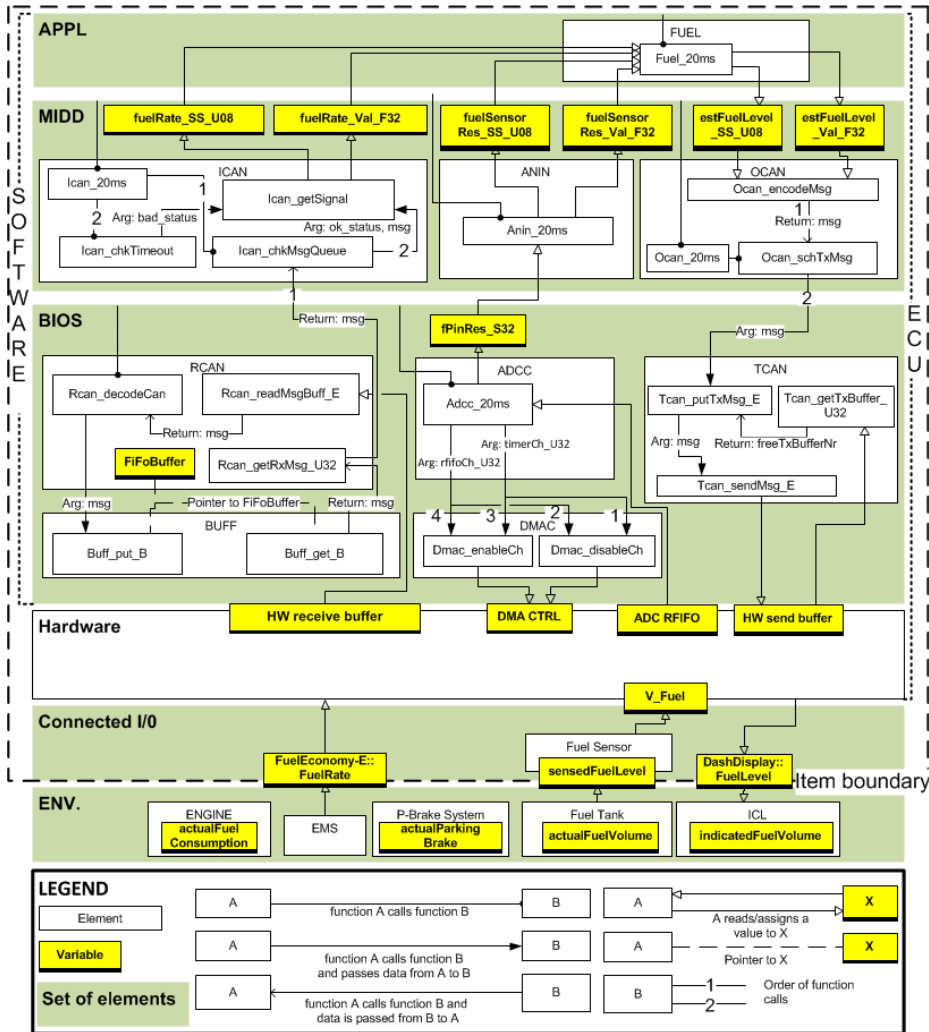 APPL
FUEL
Fuel_20ms
MIDD
fuelRate_SS_U08
fuelRate_Val_F32
fuelSensor
Res_SS_U08
fuelSensor
Res_Val_F32
estFuelLevel
_SS_U08
estFuelLevel
_Val_F32
ICAN
Ican_20ms
1
Ican_getSignal
2
Arg: bad_status
Arg: ok_status, msg
Ican_chkTimeout
Ican_chkMsgQueue
2
ANIN
Anin_20ms
OCAN
Ocan_encodeMsg
1
Return: msg
Ocan_20ms
Ocan_schTxMsg
SOFTWARE
ECU
1
Return: msg
2
Arg: msg
BIOS
fPinRes_S32
RCAN
Rcan_decodeCan
Rcan_readMsgBuff_E
Return: msg
FiFoBuffer
Rcan_getRxMsg_U32
Arg: msg
Pointer to FiFoBuffer
Return: msg
BUFF
Buff_put_B
Buff_get_B
ADCC
Adcc_20ms
Arg: timerCh_U32
Arg: rfifoCh_U32
4
3
2
1
DMAC
Dmac_enableCh
Dmac_disableCh
TCAN
Tcan_putTxMsg_E
Tcan_getTxBuffer_
U32
Arg: msg
Return: freeTxBufferNr
Tcan_sendMsg_E
Hardware
HW receive buffer
DMA CTRL
ADC RFIFO
HW send buffer
Connected I/0
V_Fuel
FuelEconomy-E::
FuelRate
Fuel Sensor
sensedFuelLevel
DashDisplay::
FuelLevel
Item boundary
ENV.
ENGINE
actualFuel
Consumption
EMS
P-Brake System
actualParking
Brake
Fuel Tank
actualFuelVolume
ICL
indicatedFuelVolume
LEGEND
Element
Variable
Set of elements
A
function A calls function B
B
A
A reads/assigns a
value to X
X
A
function A calls function B
and passes data from A to B
B
A
Pointer to X
X
A
function A calls function B and
data is passed from B to A
B
B
1
2
Order of function
calls